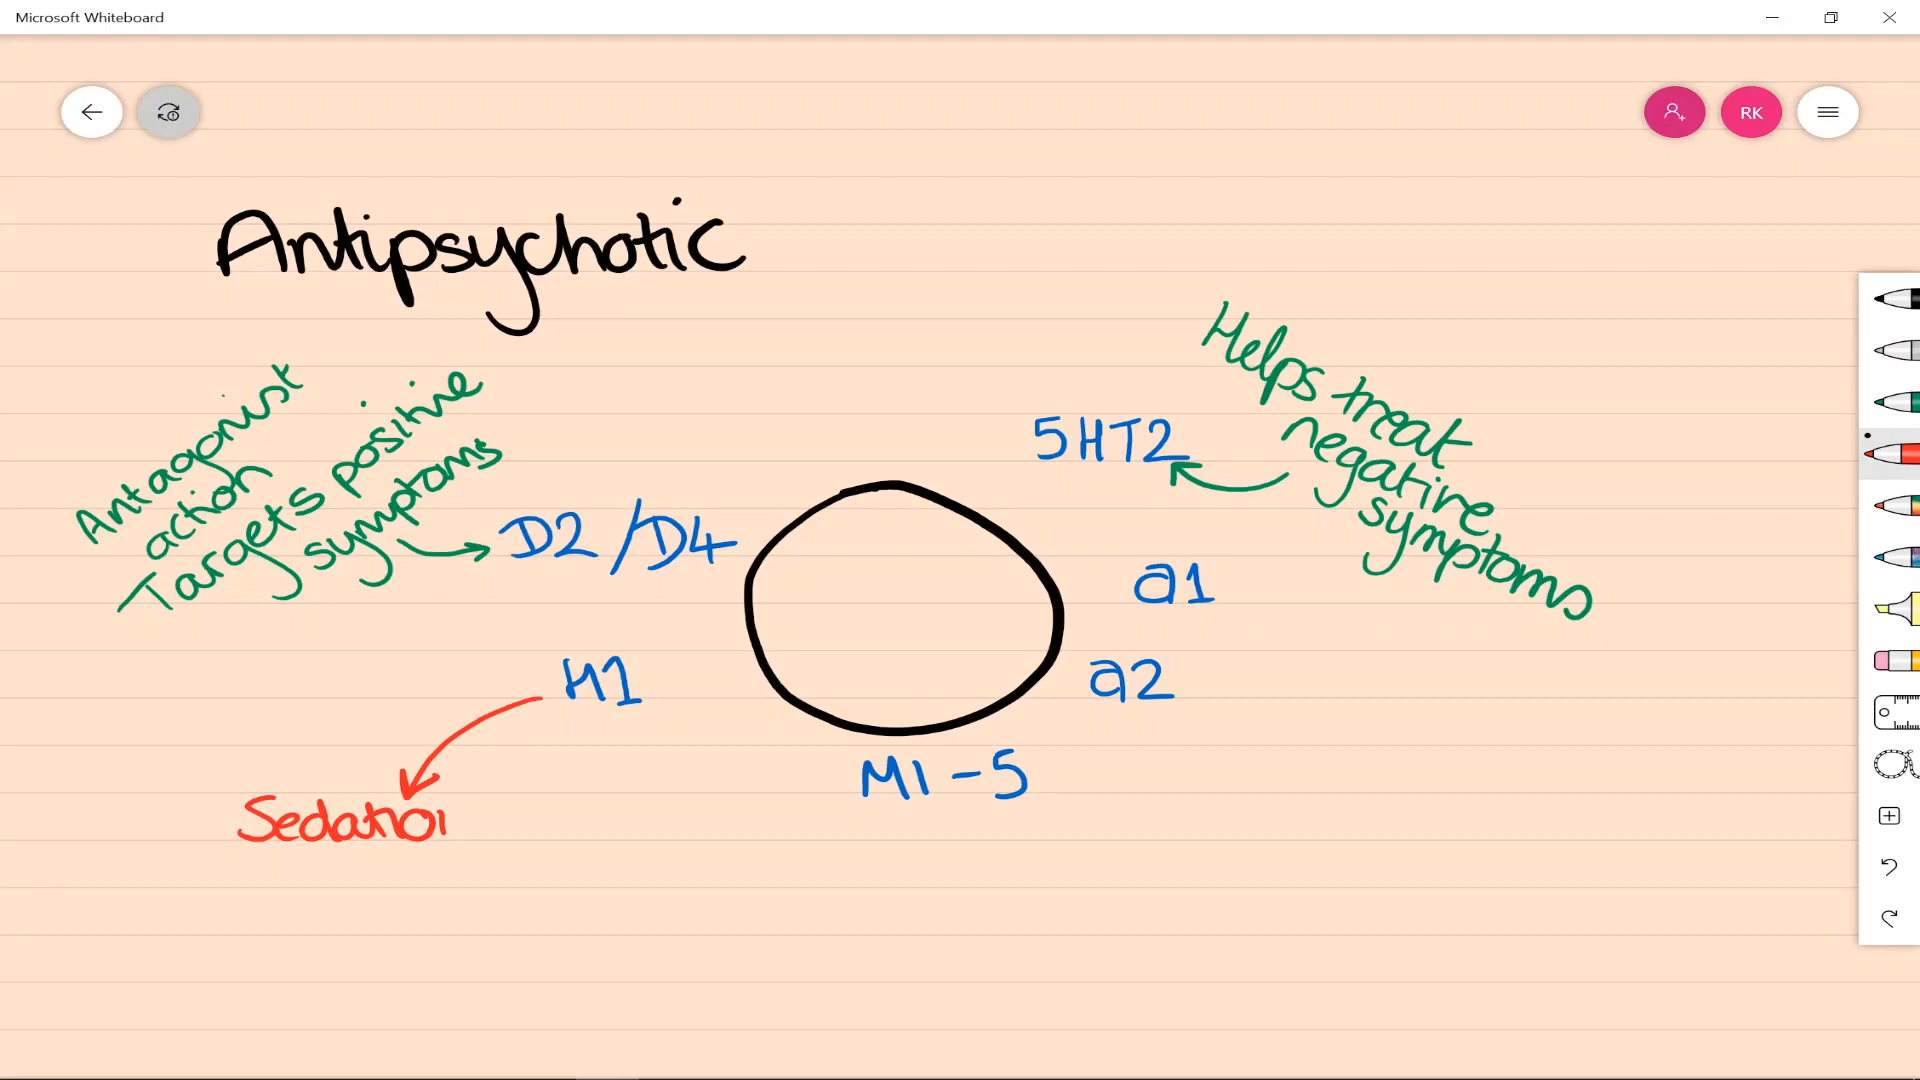 Microsoft Whiteboard
RK
Antipsychotic
Antagonist
action
Targets positive
symptoms
D2/D4
H1
Sedation
M1-5
5HT2
a1
a2
Helps treat
negative
symptoms